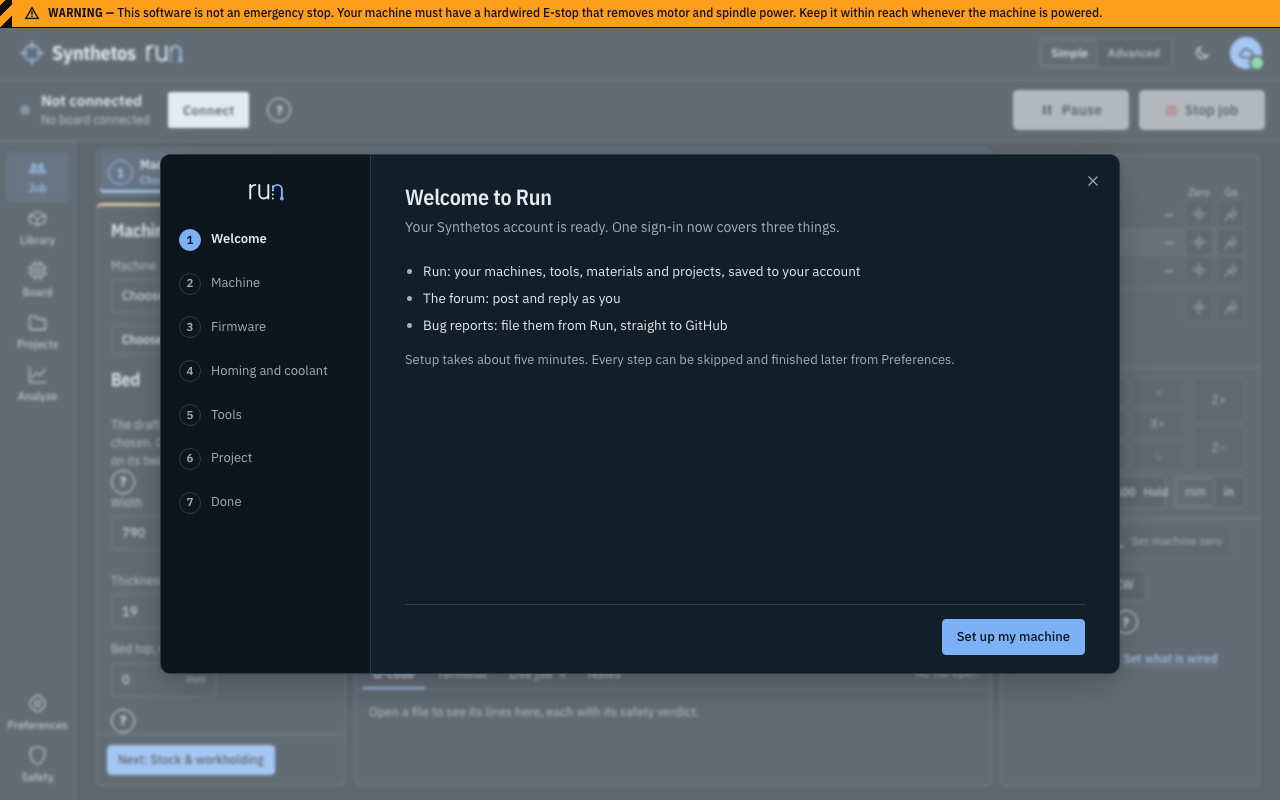 WARNING — This software is not an emergency stop. Your machine must have a hardwired E-stop that removes motor and spindle power. Keep it within reach whenever the machine is powered.
Synthetos run
Simple Advanced
Not connected
No board connected
Connect
?
Pause
Stop job
Job
Library
Board
Projects
Analyze
Preferences
Safety
1
Machine
Bed
?
Width
790
19
0 mm
?
Next: Stock & workholding
run
1 Welcome
2 Machine
3 Firmware
4 Homing and coolant
5 Tools
6 Project
7 Done
Welcome to Run
Your Synthetos account is ready. One sign-in now covers three things.
Run: your machines, tools, materials and projects, saved to your account
The forum: post and reply as you
Bug reports: file them from Run, straight to GitHub
Setup takes about five minutes. Every step can be skipped and finished later from Preferences.
Set up my machine
Open a file to see its lines here, each with its safety verdict.
Zero Go
X+
Z+
Z−
Hold
mm in
Set machine zero
?
Set what is wired